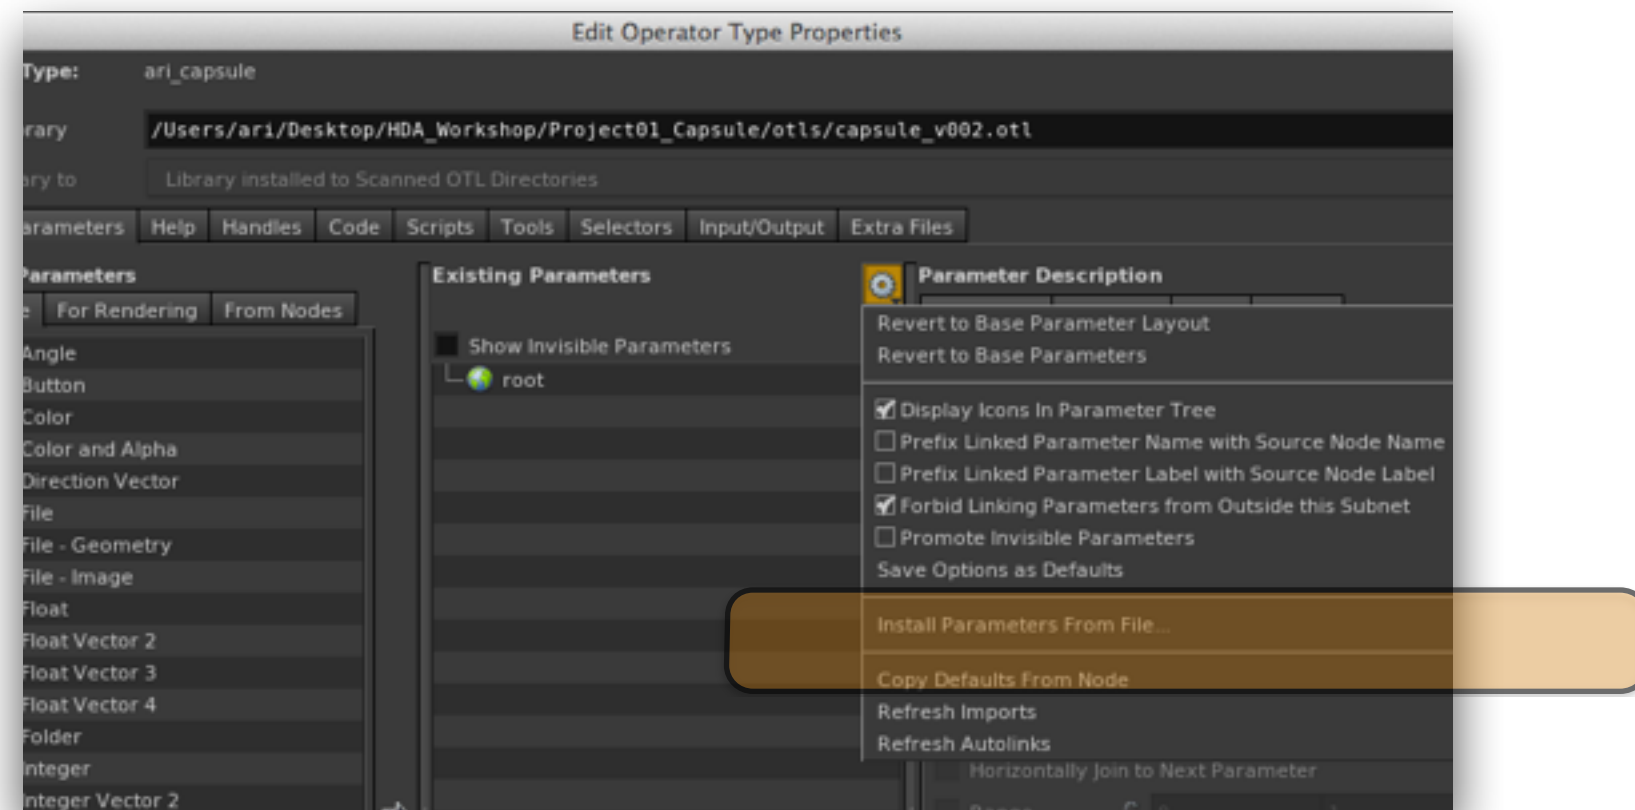 Edit Operator Type Properties
Type: ari_capsule
rary /Users/ari/Desktop/HDA_Workshop/Project01_Capsule/otls/capsule_v002.otl
ary to Library installed to Scanned OTL Directories
arameters Help Handles Code Scripts Tools Selectors Input/Output Extra Files
Parameters Existing Parameters Parameter Description
e For Rendering From Nodes
Revert to Base Parameter Layout
Angle Show Invisible Parameters Revert to Base Parameters
Button root
Color Display Icons In Parameter Tree
Color and Alpha Prefix Linked Parameter Name with Source Node Name
Direction Vector Prefix Linked Parameter Label with Source Node Label
File Forbid Linking Parameters from Outside this Subnet
File - Geometry Promote Invisible Parameters
File - Image Save Options as Defaults
Float Install Parameters From File...
Float Vector 2
Float Vector 3 Copy Defaults From Node
Float Vector 4 Refresh Imports
Folder Refresh Autolinks
Integer Horizontally Join to Next Parameter
Integer Vector 2